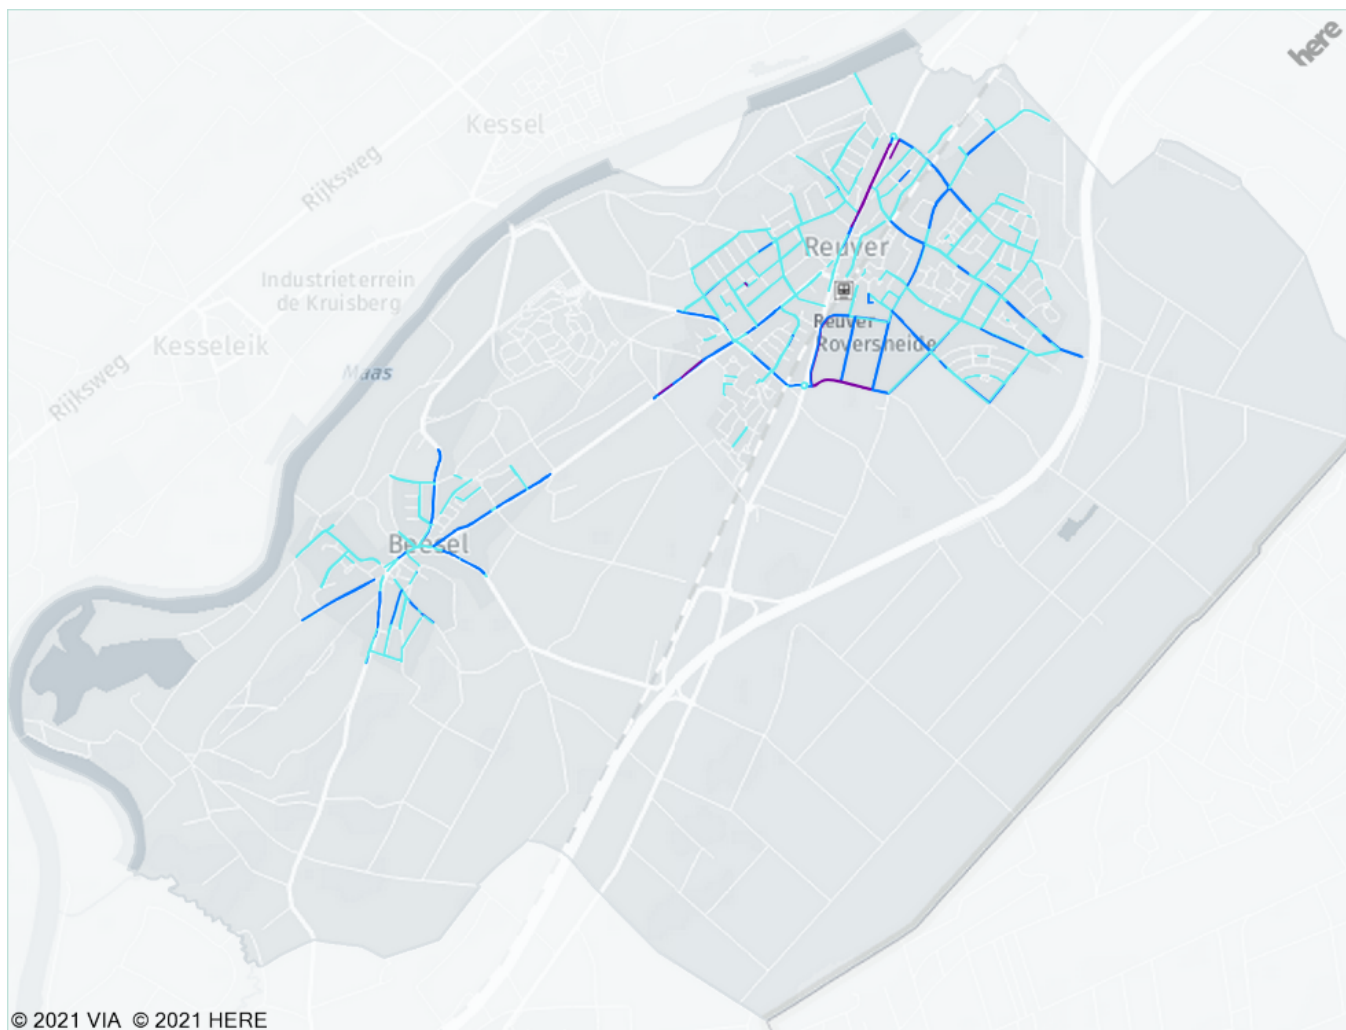 here
Kessel
Rijksweg
Industrieterrein
de Kruisberg
Kesseleik
Rijksweg
Maas
Reuver
Reuver
Roversheide
Beesel
© 2021 VIA © 2021 HERE